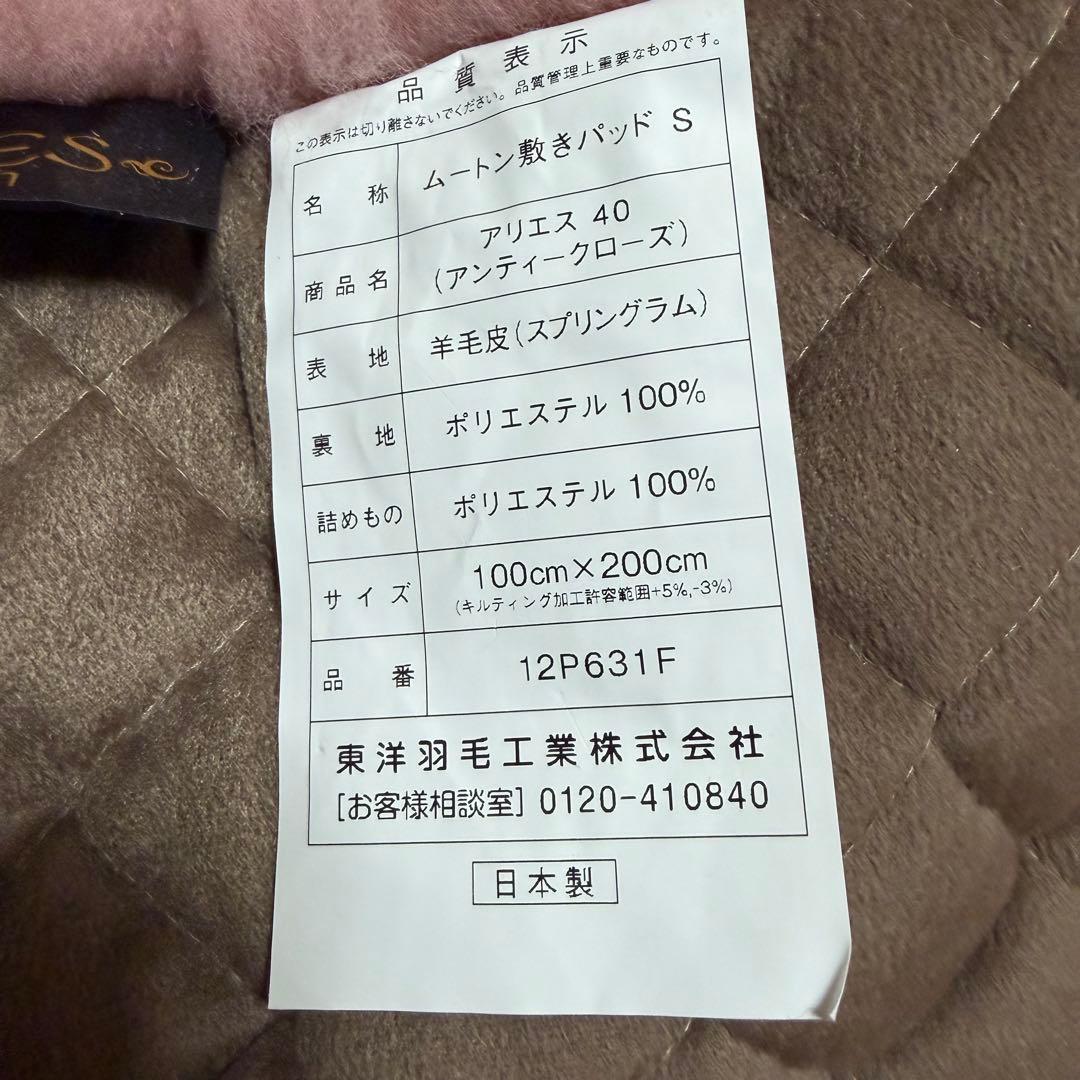 品質表示
この表示は切り離さないでください。品質管理上重要なものです。
名称 ムートン敷きパッド S
商品名 アリエス 40
(アンティークローズ)
表地 羊毛皮(スプリングラム)
裏地 ポリエステル 100%
詰めもの ポリエステル 100%
サイズ 100cm×200cm
(キルティング加工許容範囲+5%,-3%)
品番 12P631F
東洋羽毛工業株式会社
[お客様相談室] 0120-410840
日本製